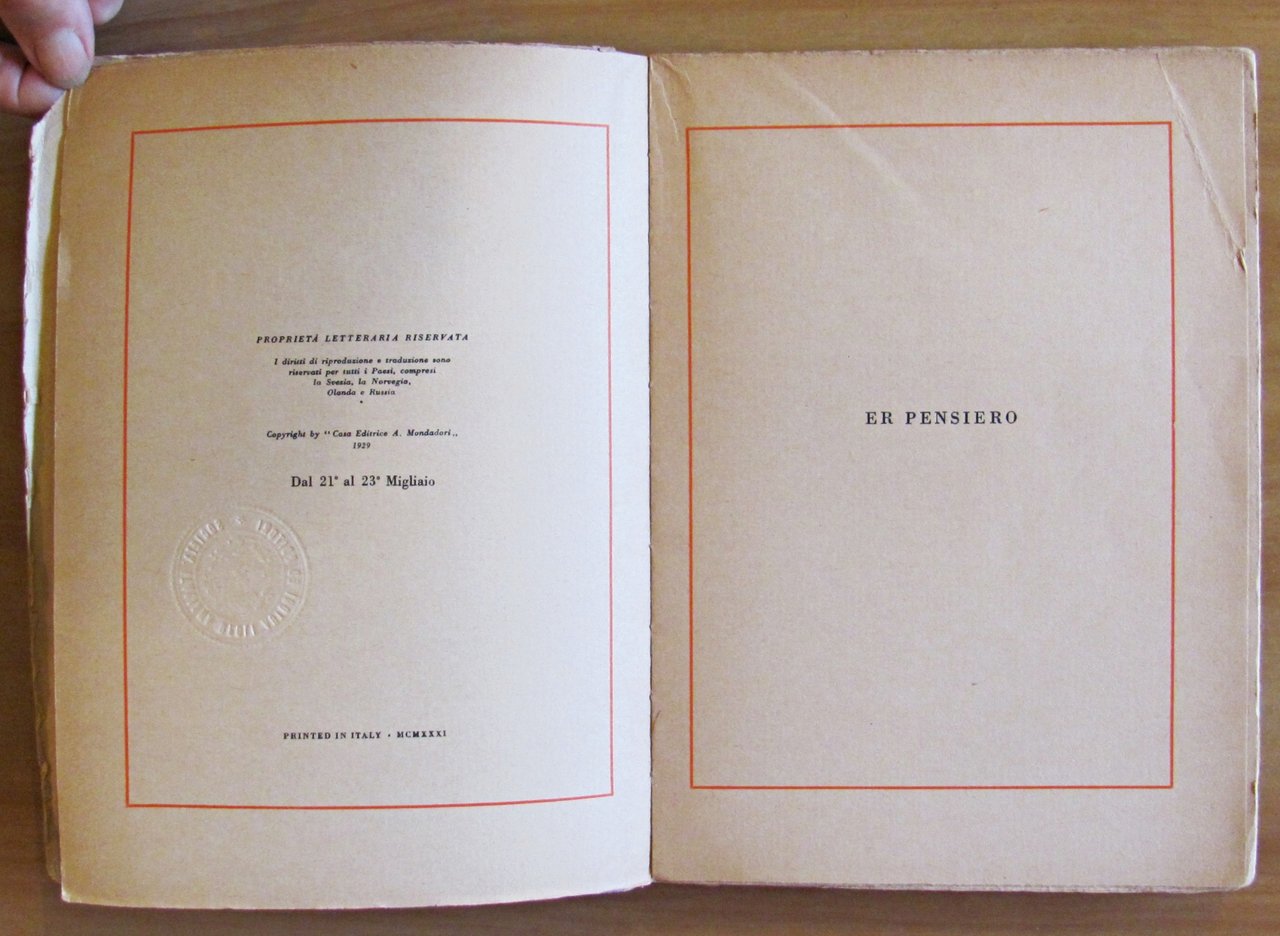 PROPRIETÀ LETTERARIA RISERVATA
I diritti di riproduzione e traduzione sono
riservati per tutti i Paesi, compresi
la Svezia, la Norvegia,
Olanda e Russia
*
Copyright by "Casa Editrice A. Mondadori„
1929
Dal 21° al 23° Migliaio
PRINTED IN ITALY · MCMXXXI
ER PENSIERO